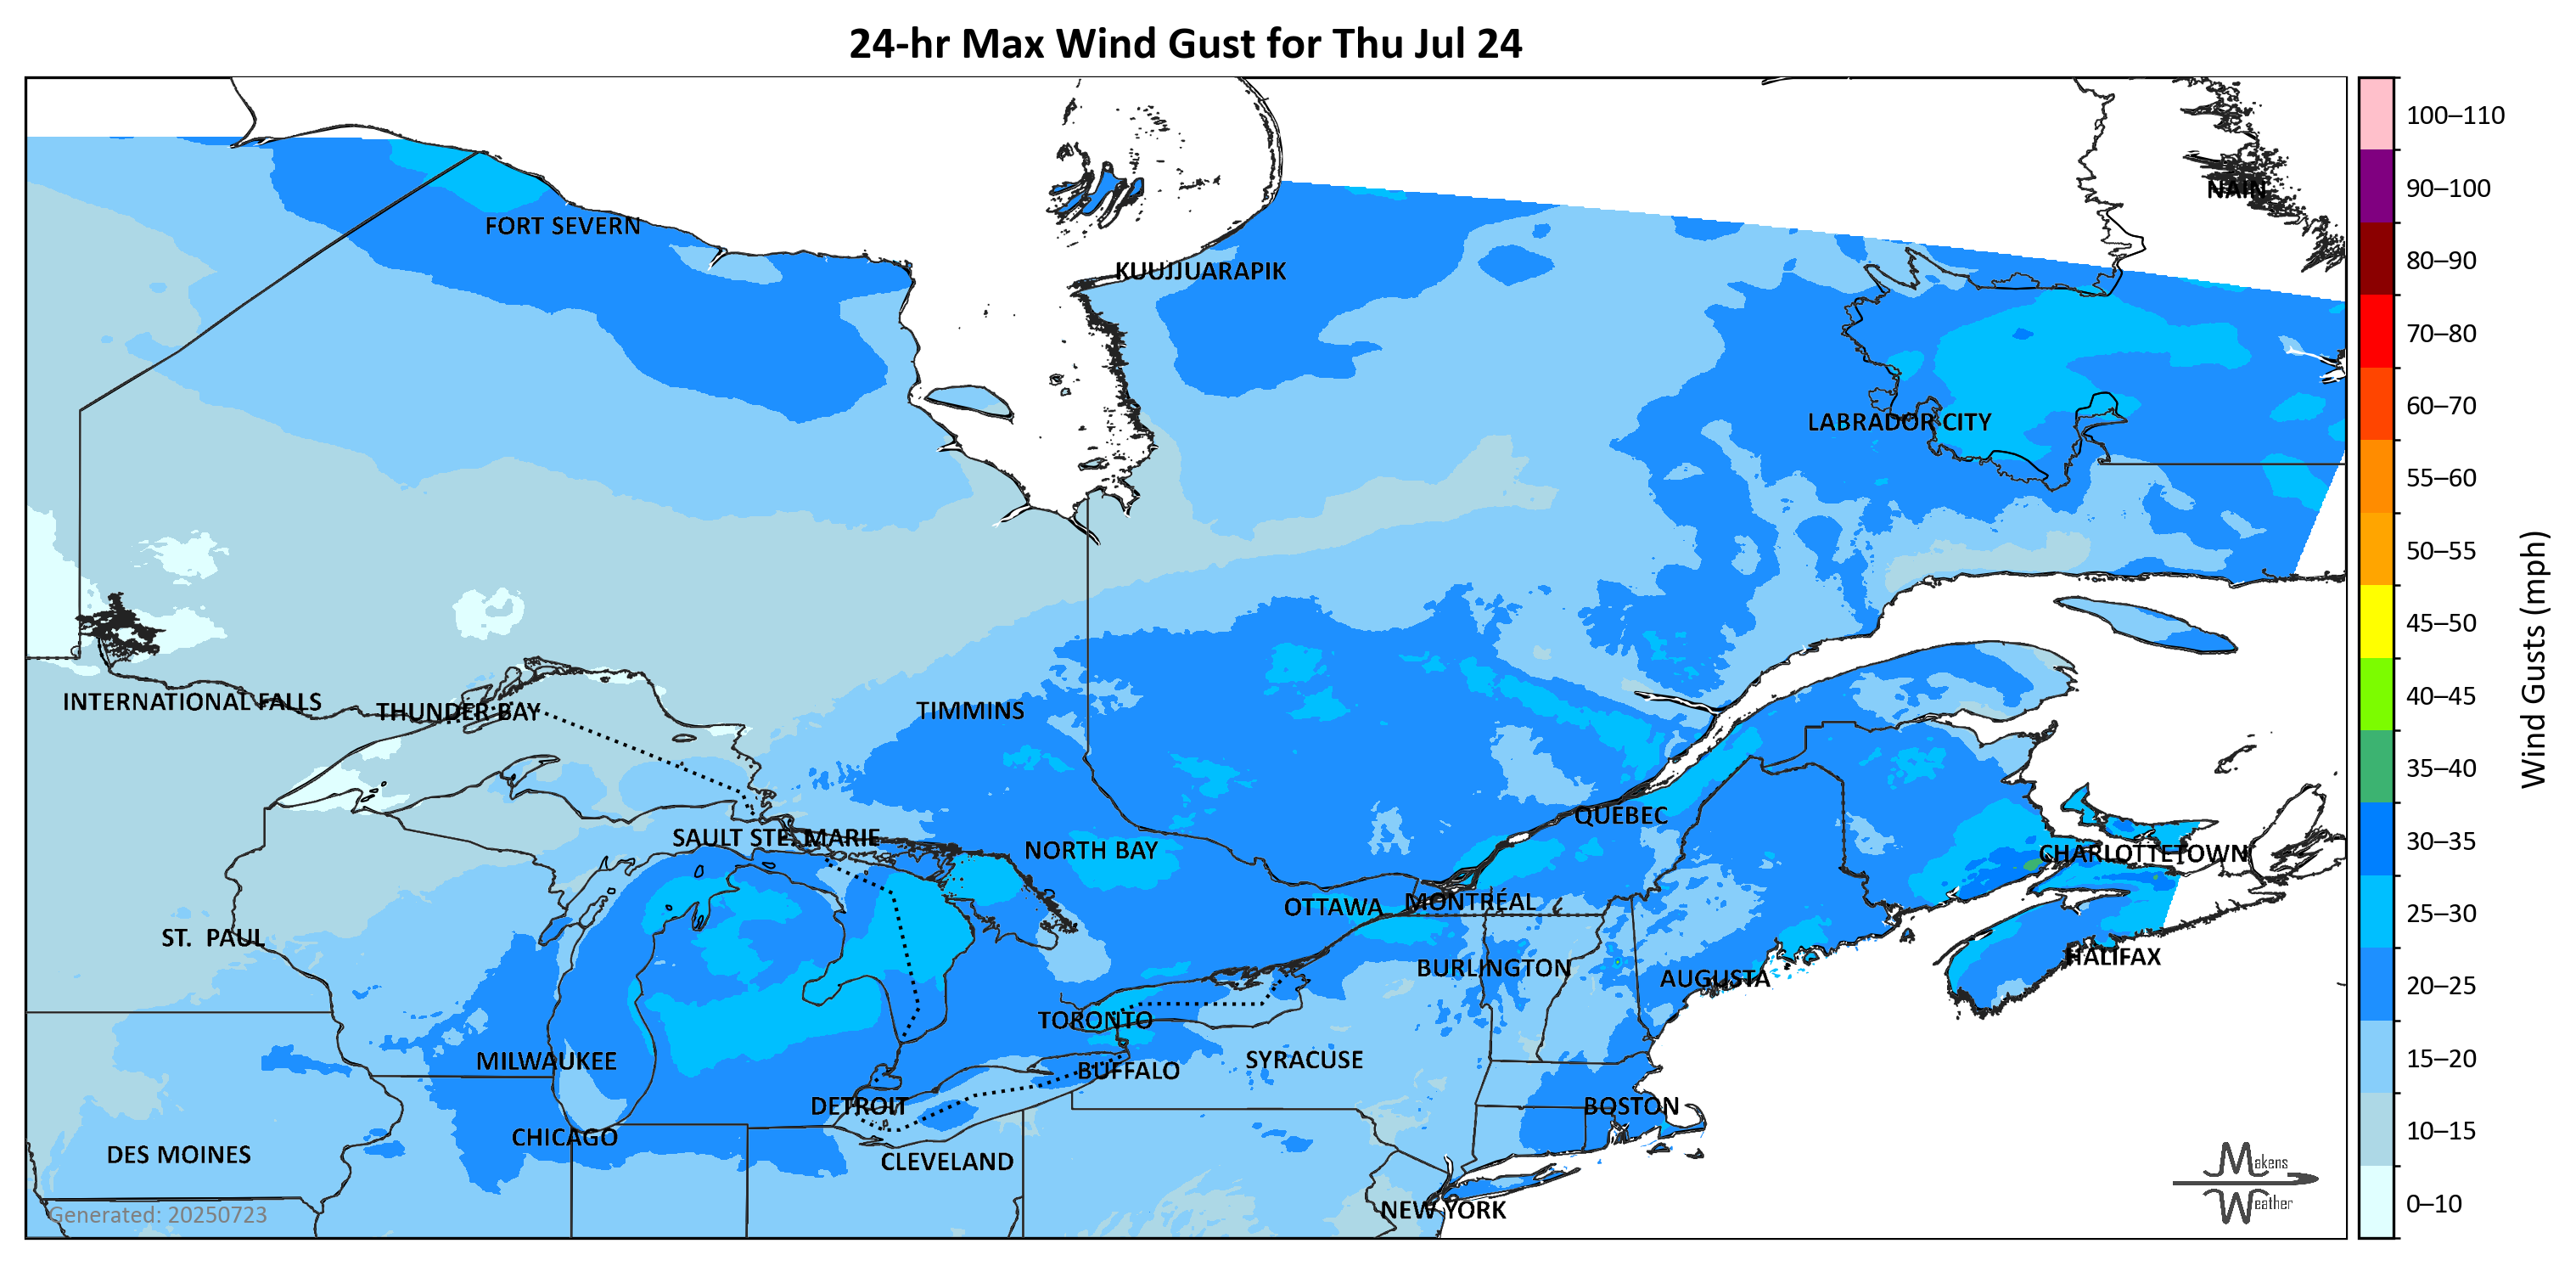 24-hr Max Wind Gust for Thu Jul 24
100–110
90–100
NAIN
FORT SEVERN
80–90
KUUJJUARAPIK
70–80
60–70
LABRADOR CITY
55–60
50–55
45–50
Wind Gusts (mph)
INTERNATIONAL FALLS
THUNDER BAY
TIMMINS
40–45
35–40
QUEBEC
SAULT STE. MARIE
NORTH BAY
30–35
CHARLOTTETOWN
OTTAWA
MONTRÉAL
25–30
ST. PAUL
HALIFAX
BURLINGTON
AUGUSTA
20–25
TORONTO
MILWAUKEE
SYRACUSE
15–20
BUFFALO
DETROIT
BOSTON
10–15
CHICAGO
DES MOINES
CLEVELAND
Makens
Weather
0–10
NEW YORK
Generated: 20250723